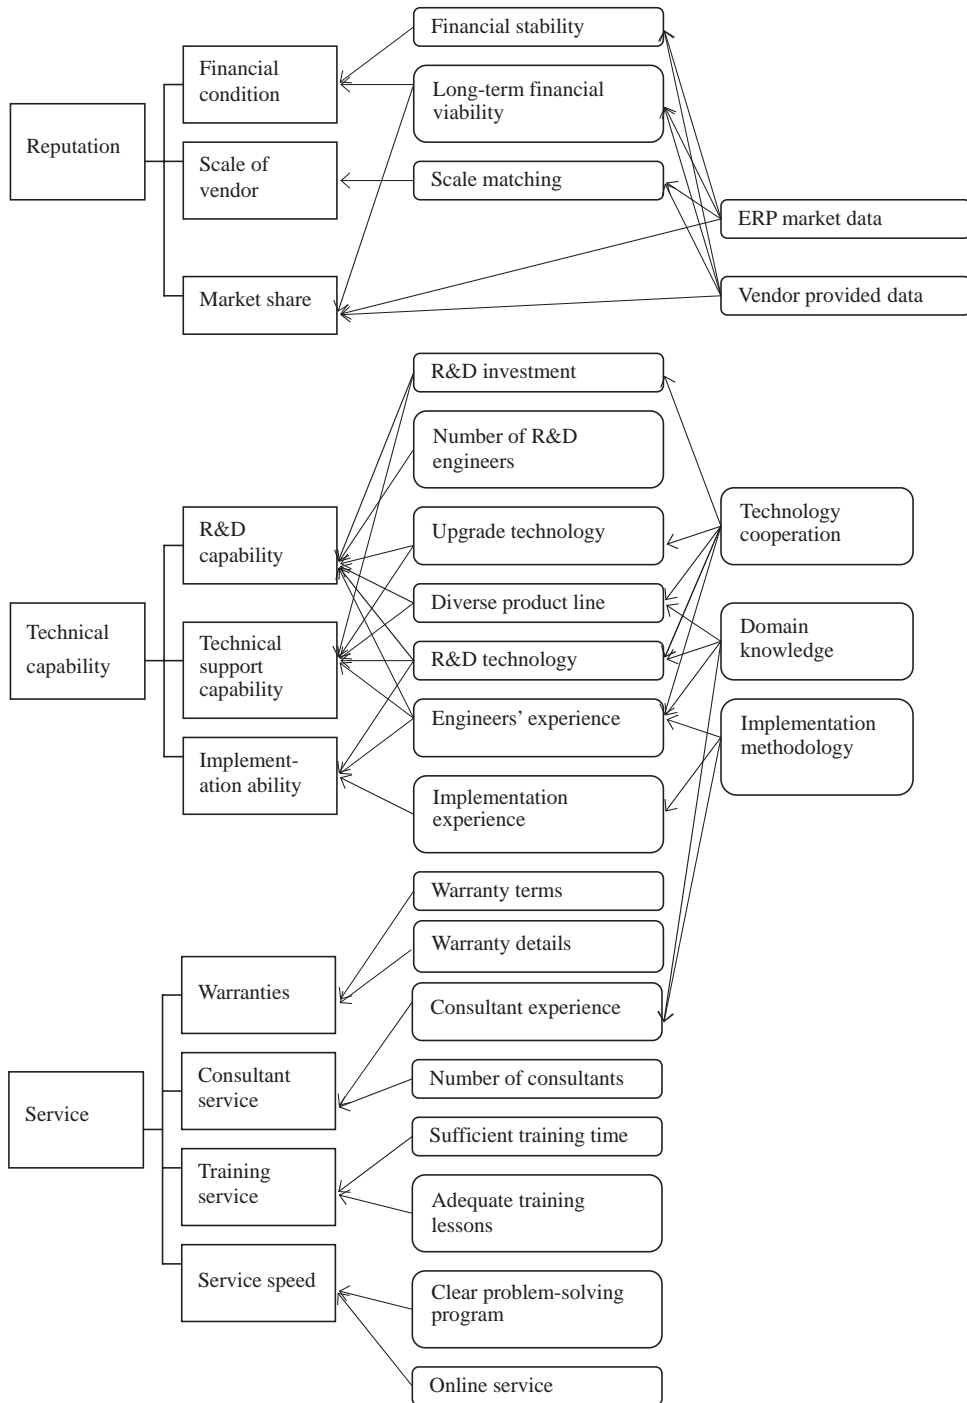 Financial stability
Financial
condition
Long-term financial
viability
Reputation
Scale of
vendor
Scale matching
ERP market data
Market share
Vendor provided data
R&D investment
Number of R&D
engineers
R&D
capability
Upgrade technology
Technology
cooperation
Diverse product line
Technical
capability
Technical
support
capability
R&D technology
Domain
knowledge
Engineers’ experience
Implementation
methodology
Implement-
ation ability
Implementation
experience
Warranty terms
Warranty details
Warranties
Consultant experience
Consultant
service
Number of consultants
Service
Sufficient training time
Training
service
Adequate training
lessons
Service speed
Clear problem-solving
program
Online service